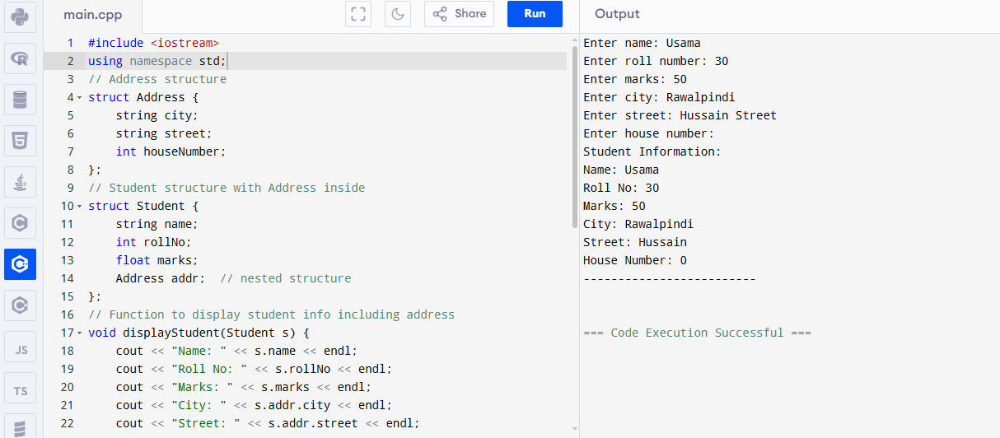 main.cpp
Share
Run
Output
1 #include <iostream>
2 using namespace std;
3 // Address structure
4 struct Address {
5 string city;
6 string street;
7 int houseNumber;
8 };
9 // Student structure with Address inside
10 struct Student {
11 string name;
12 int rollNo;
13 float marks;
14 Address addr;  // nested structure
15 };
16 // Function to display student info including address
17 void displayStudent(Student s) {
18 cout << "Name: " << s.name << endl;
19 cout << "Roll No: " << s.rollNo << endl;
20 cout << "Marks: " << s.marks << endl;
21 cout << "City: " << s.addr.city << endl;
22 cout << "Street: " << s.addr.street << endl;
Enter name: Usama
Enter roll number: 30
Enter marks: 50
Enter city: Rawalpindi
Enter street: Hussain Street
Enter house number:
Student Information:
Name: Usama
Roll No: 30
Marks: 50
City: Rawalpindi
Street: Hussain
House Number: 0
-------------------------
=== Code Execution Successful ===
R
5
C
C
C
JS
TS